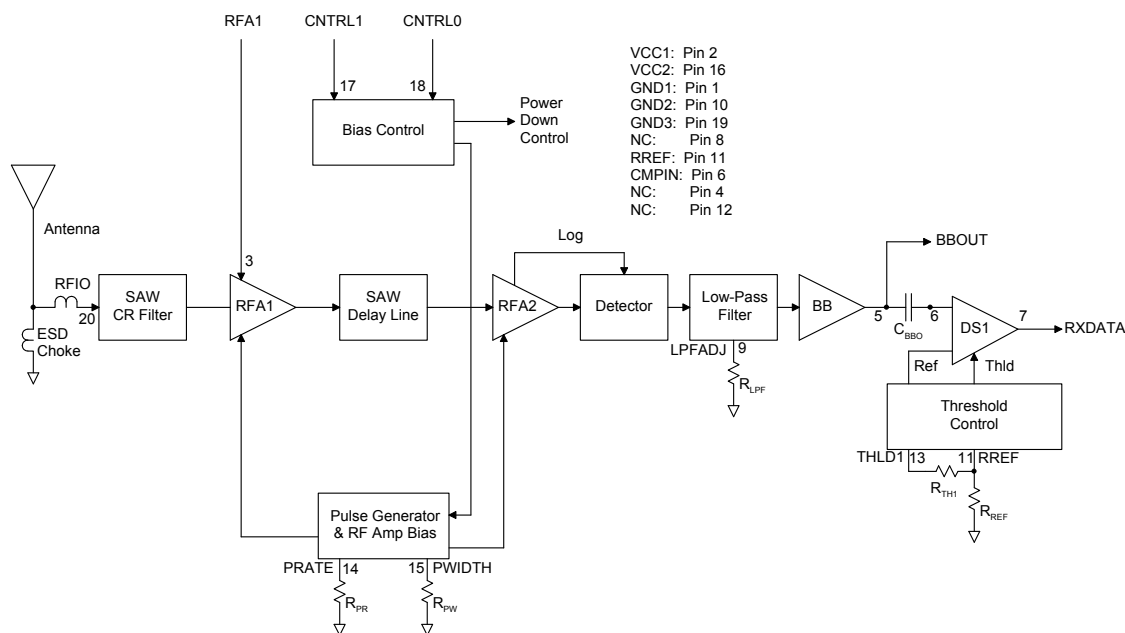 RFA1
CNTRL1
CNTRL0
17
18
Bias Control
Power
Down
Control
VCC1: Pin 2
VCC2: Pin 16
GND1: Pin 1
GND2: Pin 10
GND3: Pin 19
NC: Pin 8
RREF: Pin 11
CMPIN: Pin 6
NC: Pin 4
NC: Pin 12
Antenna
RFIO
20
ESD
Choke
SAW
CR Filter
3
RFA1
SAW
Delay Line
Log
RFA2
Detector
Low-Pass
Filter
LPFADJ
9
RLPF
BB
BBOUT
5
CBBO
6
DS1
7
RXDATA
Ref
Thld
Threshold
Control
THLD1
13
11
RREF
RTH1
RREF
Pulse Generator
& RF Amp Bias
PRATE
14
15
PWIDTH
RPR
RPW